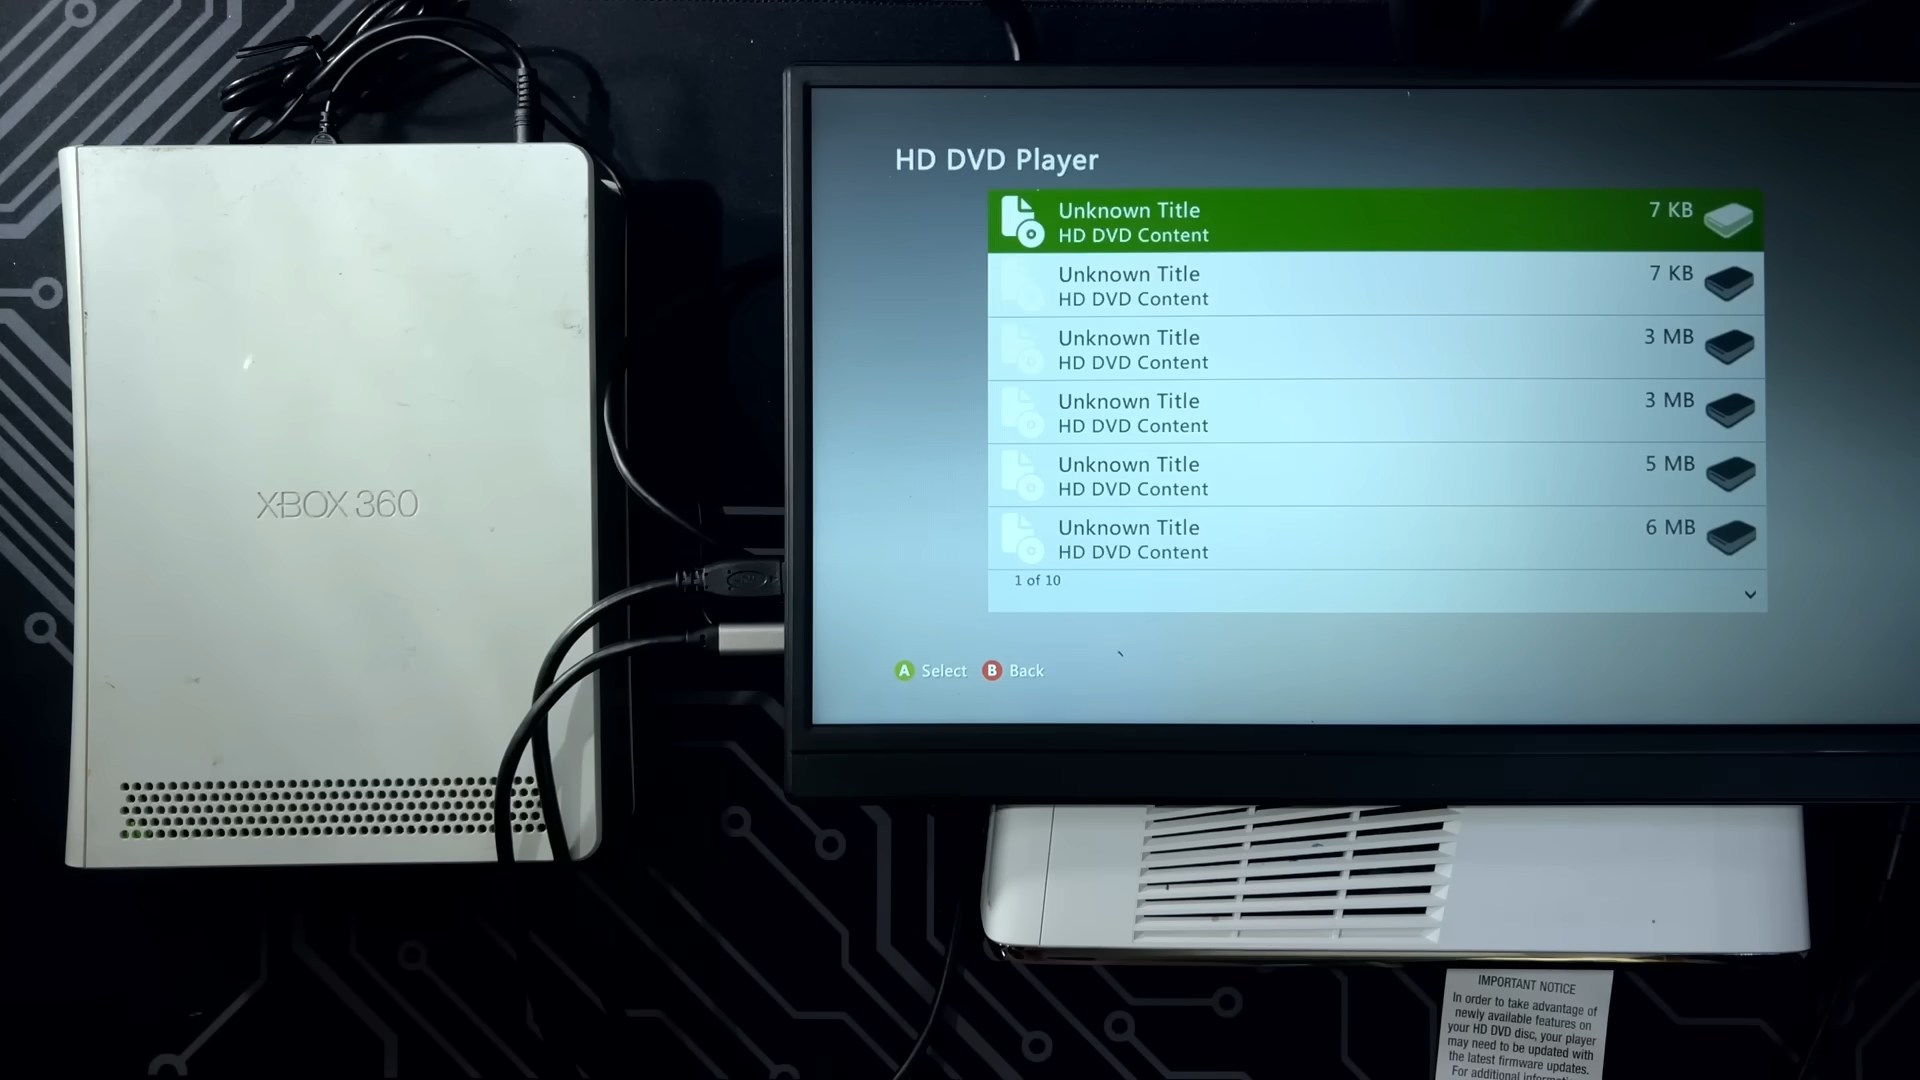 XBOX 360
HDMI
HD DVD Player
Unknown Title
HD DVD Content
7 KB
Unknown Title
HD DVD Content
7 KB
Unknown Title
HD DVD Content
3 MB
Unknown Title
HD DVD Content
3 MB
Unknown Title
HD DVD Content
5 MB
Unknown Title
HD DVD Content
6 MB
1 of 10
A Select B Back
IMPORTANT NOTICE
In order to take advantage of
newly available features on
your HD DVD disc, your player
may need to be updated with
the latest firmware updates.
For additional